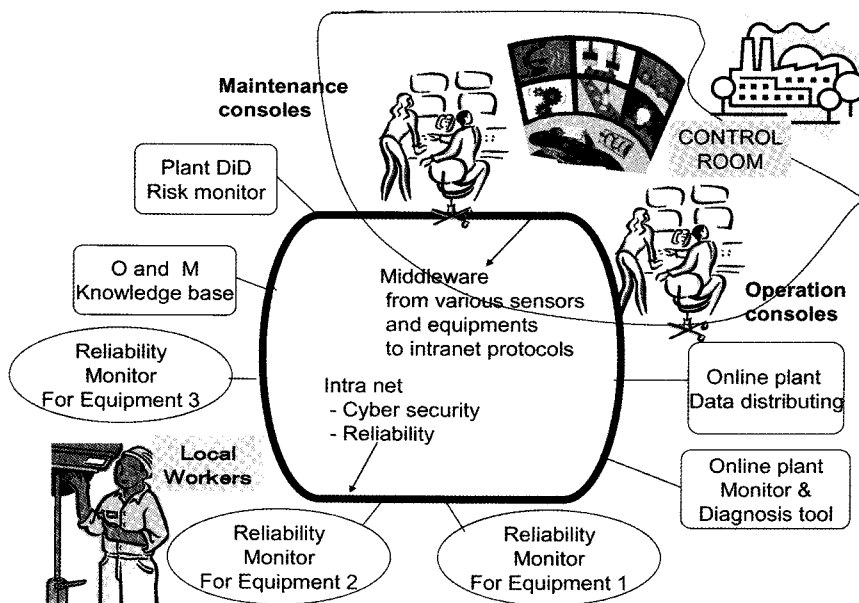 Maintenance
consoles
CONTROL
ROOM
Plant DiD
Risk monitor
O and M
Knowledge base
Middleware
from various sensors
and equipments
to intranet protocols
Operation
consoles
Reliability
Monitor
For Equipment 3
Intra net
- Cyber security
- Reliability
Online plant
Data distributing
Local
Workers
Online plant
Monitor &
Diagnosis tool
Reliability
Monitor
For Equipment 2
Reliability
Monitor
For Equipment 1